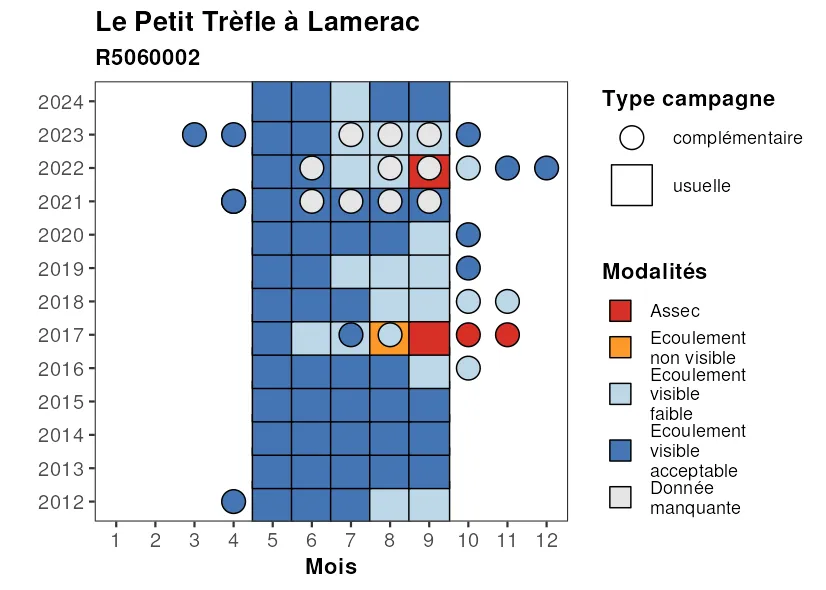 Le Petit Trèfle à Lamerac
R5060002
2024
2023
2022
2021
2020
2019
2018
2017
2016
2015
2014
2013
2012
1 2 3 4 5 6 7 8 9 10 11 12
Mois
Type campagne
complémentaire
usuelle
Modalités
Assec
Ecoulement
non visible
Ecoulement
visible
faible
Ecoulement
visible
acceptable
Donnée
manquante